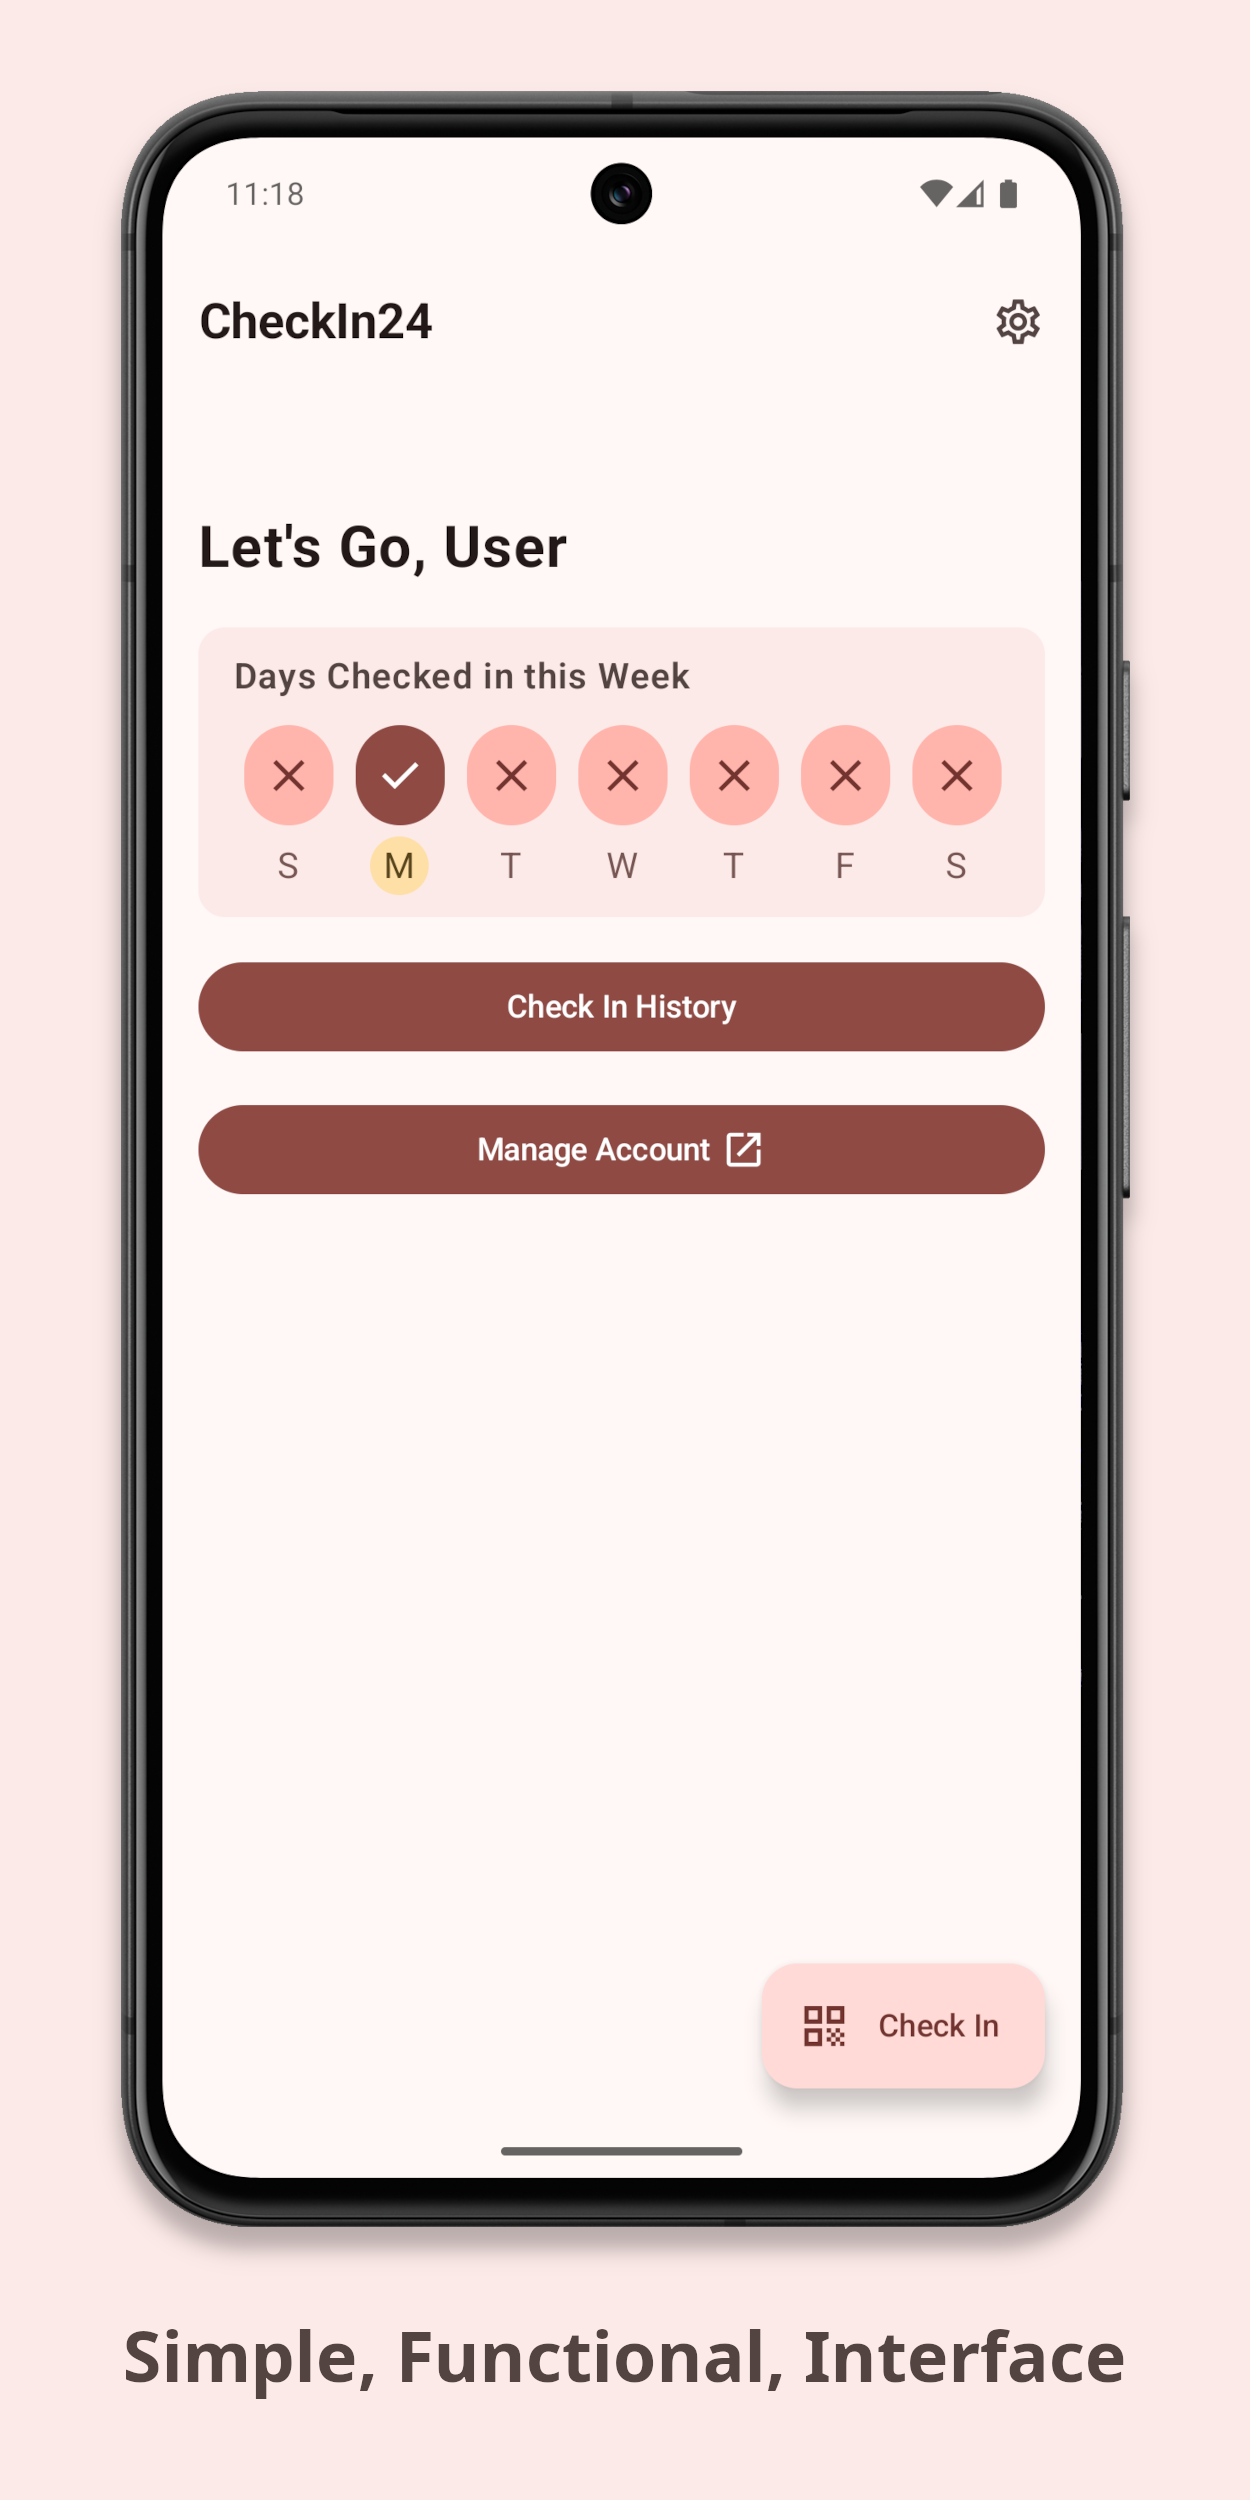 11:18
CheckIn24
Let's Go, User
Days Checked in this Week
S M T W T F S
Check In History
Manage Account
Check In
Simple, Functional, Interface